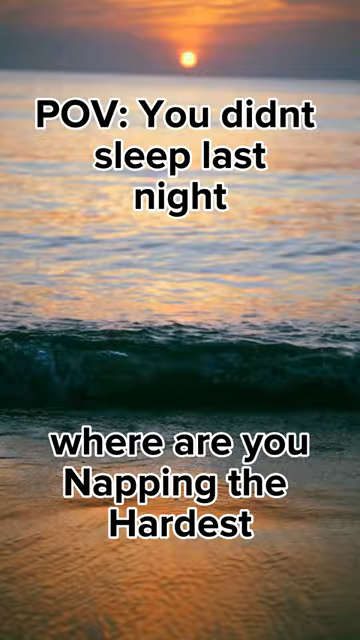 POV: You didnt
sleep last
night
where are you
Napping the
Hardest